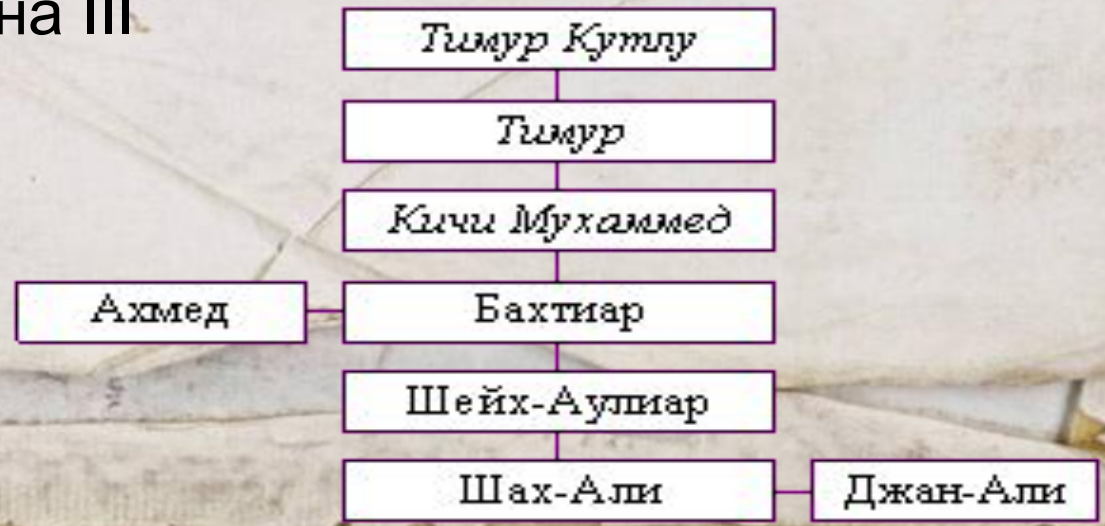 на III
Тимур Кутлу
Тимур
Кичи Мухаммед
Ахмед
Бахтиар
Шейх-Аулиар
Шах-Али
Джан-Али